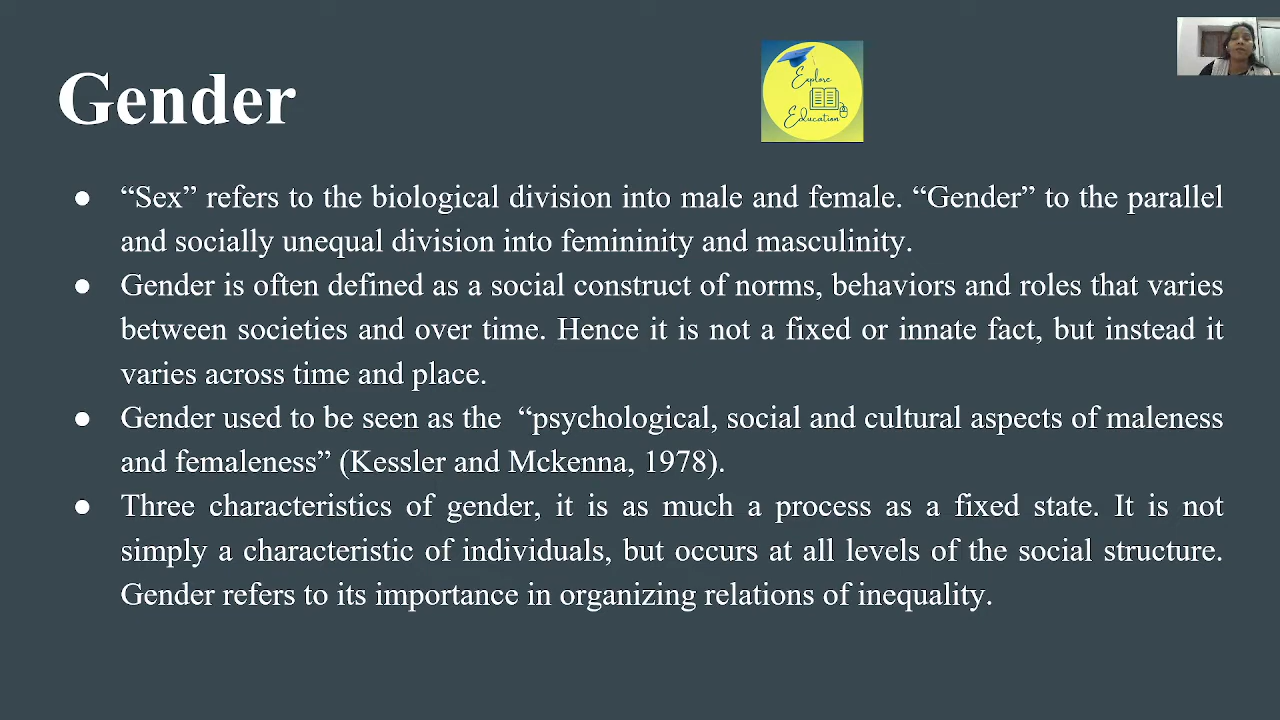 Gender
Explore
Education
● “Sex” refers to the biological division into male and female. “Gender” to the parallel
and socially unequal division into femininity and masculinity.
● Gender is often defined as a social construct of norms, behaviors and roles that varies
between societies and over time. Hence it is not a fixed or innate fact, but instead it
varies across time and place.
● Gender used to be seen as the “psychological, social and cultural aspects of maleness
and femaleness” (Kessler and Mckenna, 1978).
● Three characteristics of gender, it is as much a process as a fixed state. It is not
simply a characteristic of individuals, but occurs at all levels of the social structure.
Gender refers to its importance in organizing relations of inequality.